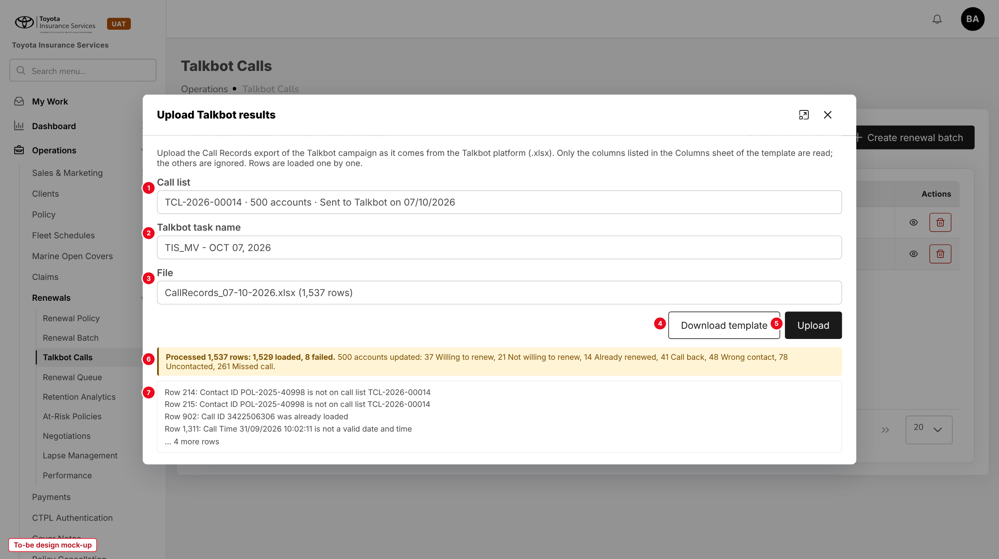 Toyota
Insurance Services
UAT
Toyota Insurance Services
Search menu...
My Work
Dashboard
Operations
Sales & Marketing
Clients
Policy
Fleet Schedules
Marine Open Covers
Claims
Renewals
Renewal Policy
Renewal Batch
Talkbot Calls
Renewal Queue
Retention Analytics
At-Risk Policies
Negotiations
Lapse Management
Performance
Payments
CTPL Authentication
To-be design mock-up
Policy Cancellation
BA
Talkbot Calls
Operations • Talkbot Calls
+ Create renewal batch
Actions
20
Upload Talkbot results
Upload the Call Records export of the Talkbot campaign as it comes from the Talkbot platform (.xlsx). Only the columns listed in the Columns sheet of the template are read;
the others are ignored. Rows are loaded one by one.
1 Call list
TCL-2026-00014 · 500 accounts · Sent to Talkbot on 07/10/2026
2 Talkbot task name
TIS_MV - OCT 07, 2026
3 File
CallRecords_07-10-2026.xlsx (1,537 rows)
4 Download template 5 Upload
6 Processed 1,537 rows: 1,529 loaded, 8 failed. 500 accounts updated: 37 Willing to renew, 21 Not willing to renew, 14 Already renewed, 41 Call back, 48 Wrong contact, 78
Uncontacted, 261 Missed call.
7 Row 214: Contact ID POL-2025-40998 is not on call list TCL-2026-00014
Row 215: Contact ID POL-2025-40998 is not on call list TCL-2026-00014
Row 902: Call ID 3422506306 was already loaded
Row 1,311: Call Time 31/09/2026 10:02:11 is not a valid date and time
... 4 more rows